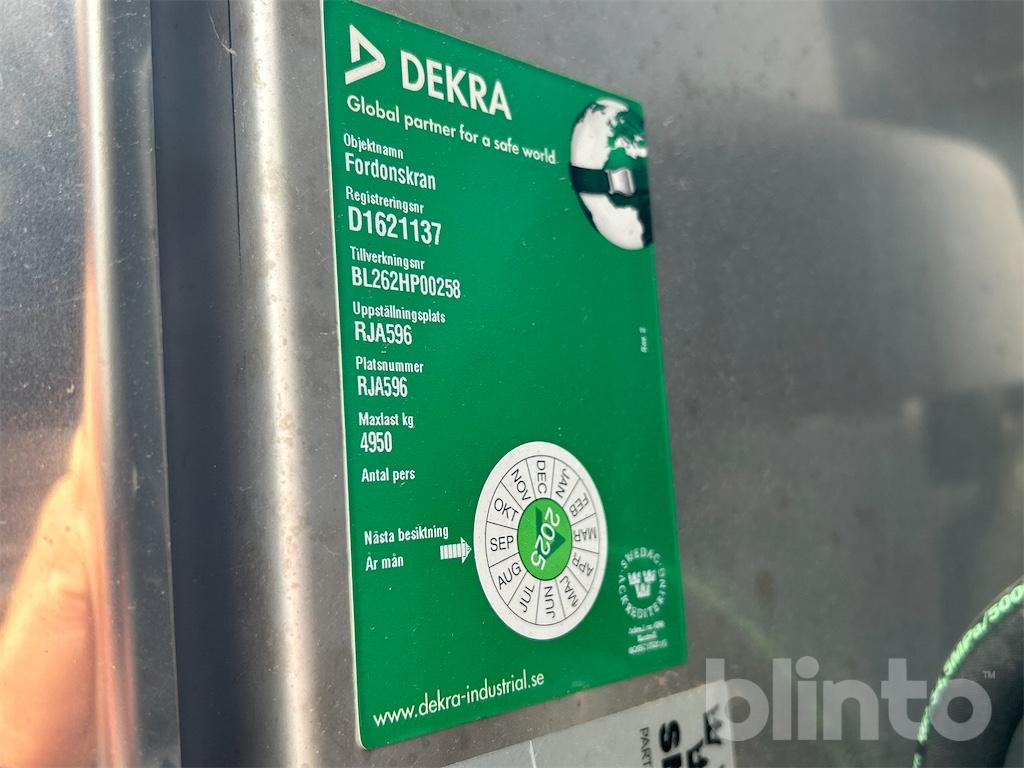 DEKRA
Global partner for a safe world
Objektnamn
Fordonskran
Registreringsnr
D1621137
Tillverkningsnr
BL262HP00258
Uppställningsplats
RJA596
Platsnummer
RJA596
Maxlast kg
4950
Antal pers
Nästa besiktning
År mån
JAN
FEB
MAR
APR
MAJ
JUN
JUL
AUG
SEP
OKT
NOV
DEC
2025
SWEDAC
ACKREDITERING
www.dekra-industrial.se
PART
blinto™